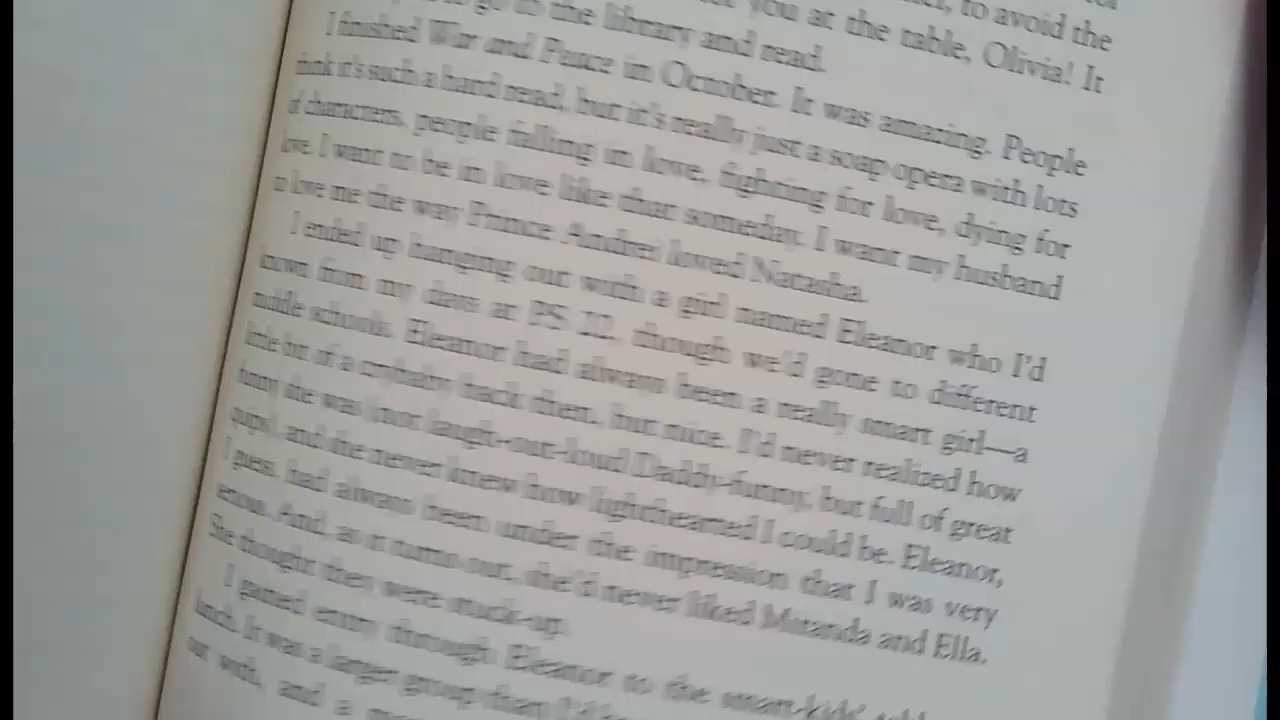 to avoid the
you at the table, Olivia! It
go to the library and read.
I finished War and Peace in October. It was amazing. People
think it's such a hard read, but it's really just a soap opera with lots
of characters, people falling in love, fighting for love, dying for
love. I want to be in love like that someday. I want my husband
to love me the way Prince Andrei loved Natasha.
I ended up hanging out with a girl named Eleanor who I'd
known from my days at PS 22, though we'd gone to different
middle schools. Eleanor had always been a really smart girl—a
little bit of a crybaby back then, but nice. I'd never realized how
funny she was (not laugh-out-loud Daddy-funny, but full of great
quips), and she never knew how lighthearted I could be. Eleanor,
I guess, had always been under the impression that I was very
serious. And, as it turns out, she'd never liked Miranda and Ella.
She thought they were stuck-up.
I gained entry through Eleanor to the smart-kids'
lunch. It was a larger group than I'd
out with, and a